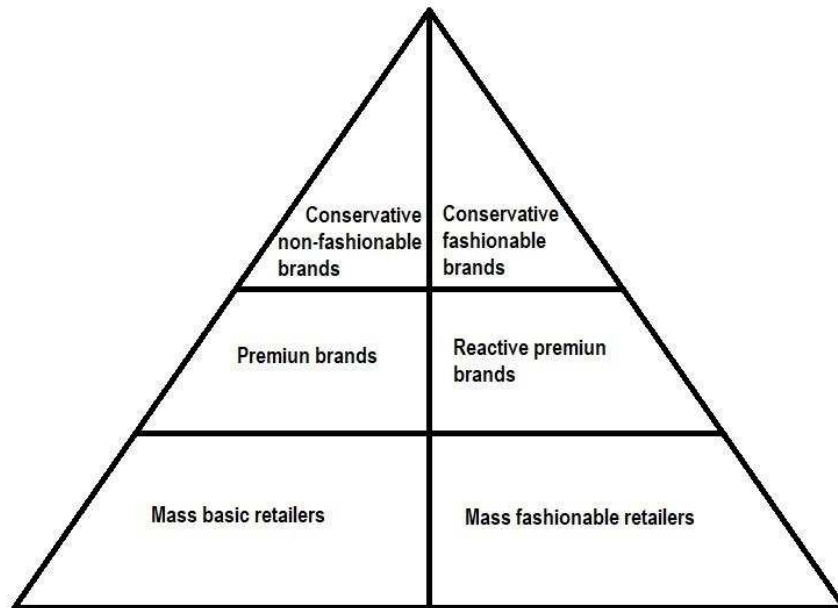 Conservative
non-fashionable
brands
Conservative
fashionable
brands
Premiun brands
Reactive premiun
brands
Mass basic retailers
Mass fashionable retailers